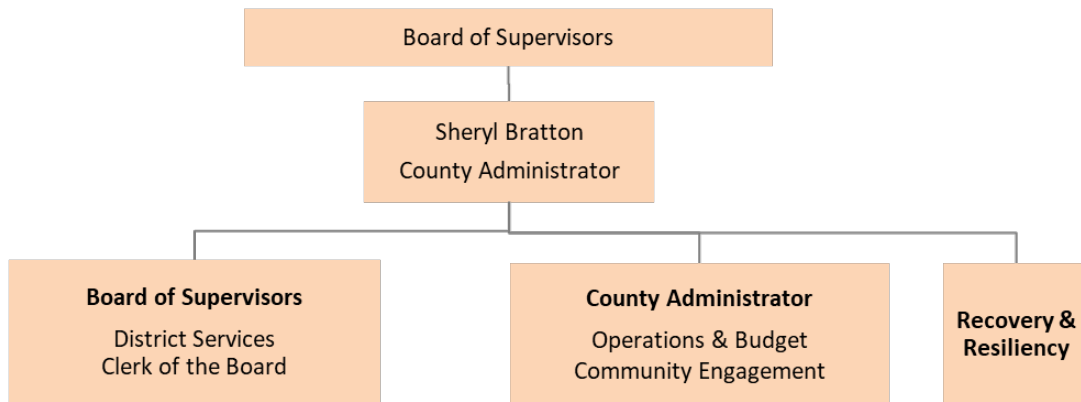 Board of Supervisors
Sheryl Bratton
County Administrator
Board of Supervisors
District Services
Clerk of the Board
County Administrator
Operations & Budget
Community Engagement
Recovery &
Resiliency